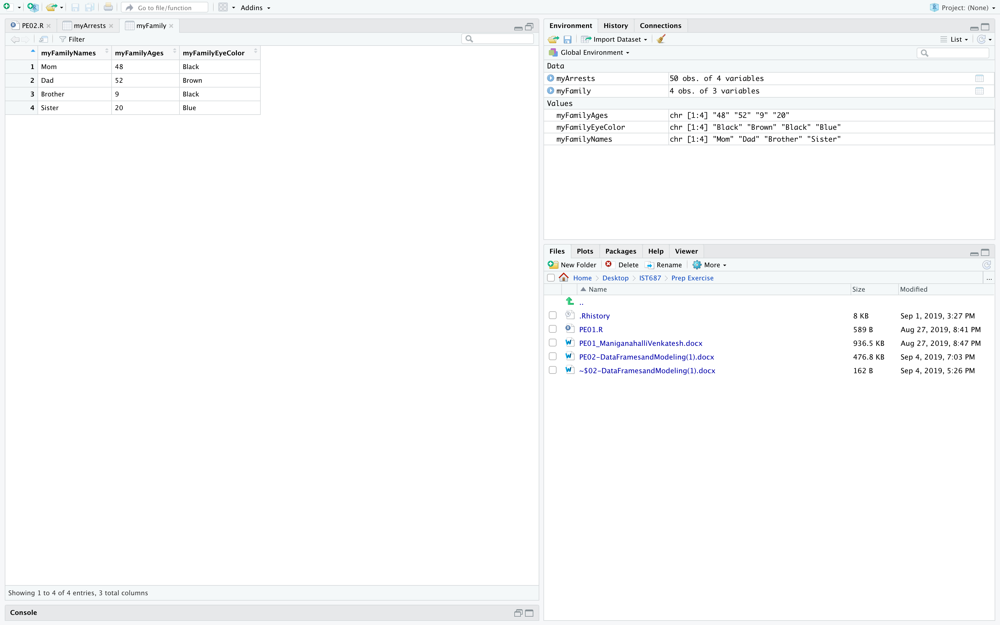 Go to file/function Addins Project: (None)
PE02.R myArrests myFamily
Filter
myFamilyNames myFamilyAges myFamilyEyeColor
1 Mom 48 Black
2 Dad 52 Brown
3 Brother 9 Black
4 Sister 20 Blue
Showing 1 to 4 of 4 entries, 3 total columns
Console
Environment History Connections
Import Dataset List
Global Environment
Data
myArrests 50 obs. of 4 variables
myFamily 4 obs. of 3 variables
Values
myFamilyAges chr [1:4] "48" "52" "9" "20"
myFamilyEyeColor chr [1:4] "Black" "Brown" "Black" "Blue"
myFamilyNames chr [1:4] "Mom" "Dad" "Brother" "Sister"
Files Plots Packages Help Viewer
New Folder Delete Rename More
Home Desktop IST687 Prep Exercise ...
Name Size Modified
..
.Rhistory 8 KB Sep 1, 2019, 3:27 PM
PE01.R 589 B Aug 27, 2019, 8:41 PM
PE01_ManiganahalliVenkatesh.docx 936.5 KB Aug 27, 2019, 8:47 PM
PE02-DataFramesandModeling(1).docx 476.8 KB Sep 4, 2019, 7:03 PM
~$02-DataFramesandModeling(1).docx 162 B Sep 4, 2019, 5:26 PM